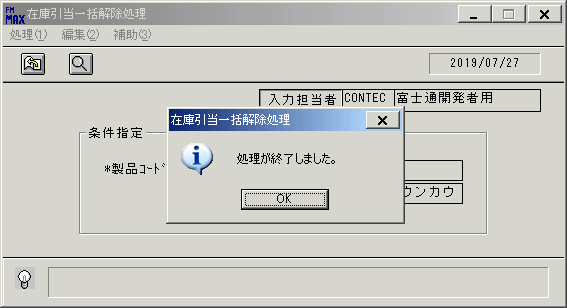 FM
MAX
在庫引当一括解除処理
処理(1) 編集(2) 補助(3)
2019/07/27
入力担当者 CONTEC 富士通開発者用
在庫引当一括解除処理
条件指定
処理が終了しました。
*製品コード
ウンカウ
OK